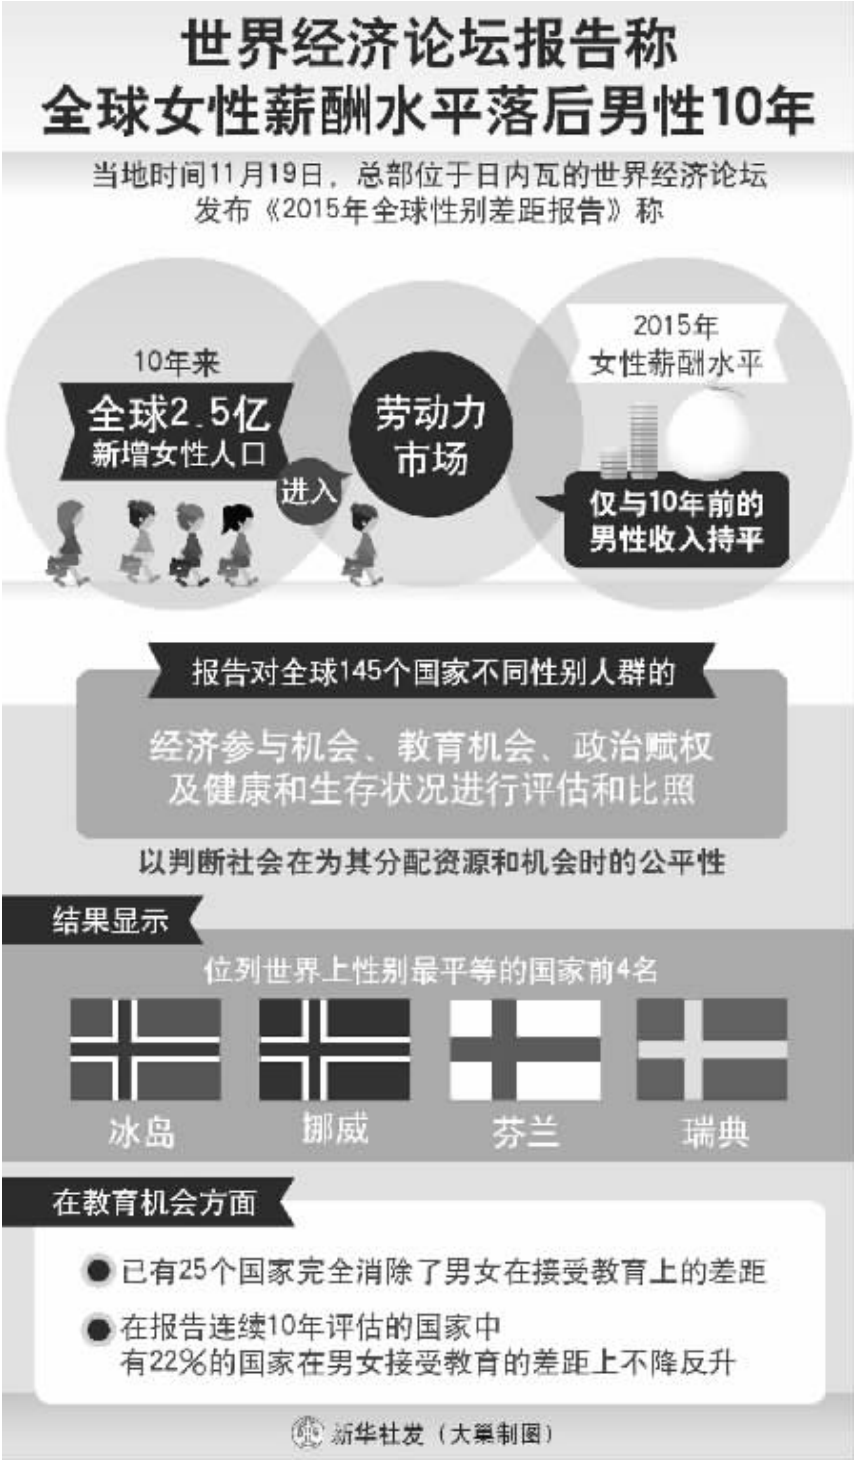 世界经济论坛报告称
全球女性薪酬水平落后男性10年
当地时间11月19日，总部位于日内瓦的世界经济论坛
发布《2015年全球性别差距报告》称
10年来
全球2.5亿
新增女性人口
进入
劳动力
市场
2015年
女性薪酬水平
仅与10年前的
男性收入持平
报告对全球145个国家不同性别人群的
经济参与机会、教育机会、政治赋权
及健康和生存状况进行评估和比照
以判断社会在为其分配资源和机会时的公平性
结果显示
位列世界上性别最平等的国家前4名
冰岛
挪威
芬兰
瑞典
在教育机会方面
已有25个国家完全消除了男女在接受教育上的差距
在报告连续10年评估的国家中
有22%的国家在男女接受教育的差距上不降反升
新华社发（大巢制图）